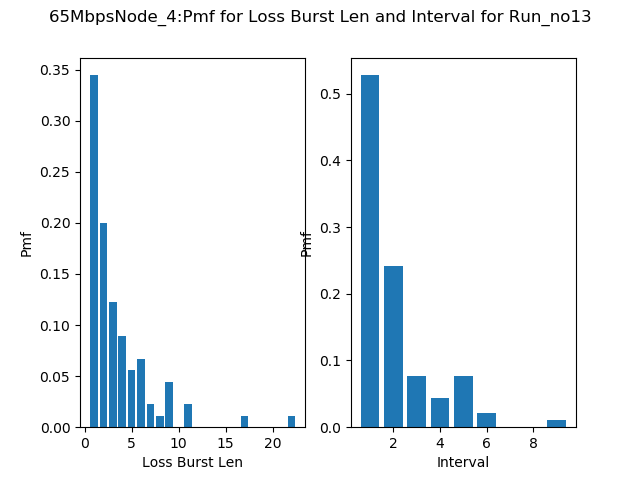 65MbpsNode_4:Pmf for Loss Burst Len and Interval for Run_no13
Pmf
0.35
0.30
0.25
0.20
0.15
0.10
0.05
0.00
0 5 10 15 20
Loss Burst Len
Pmf
0.5
0.4
0.3
0.2
0.1
0.0
2 4 6 8
Interval